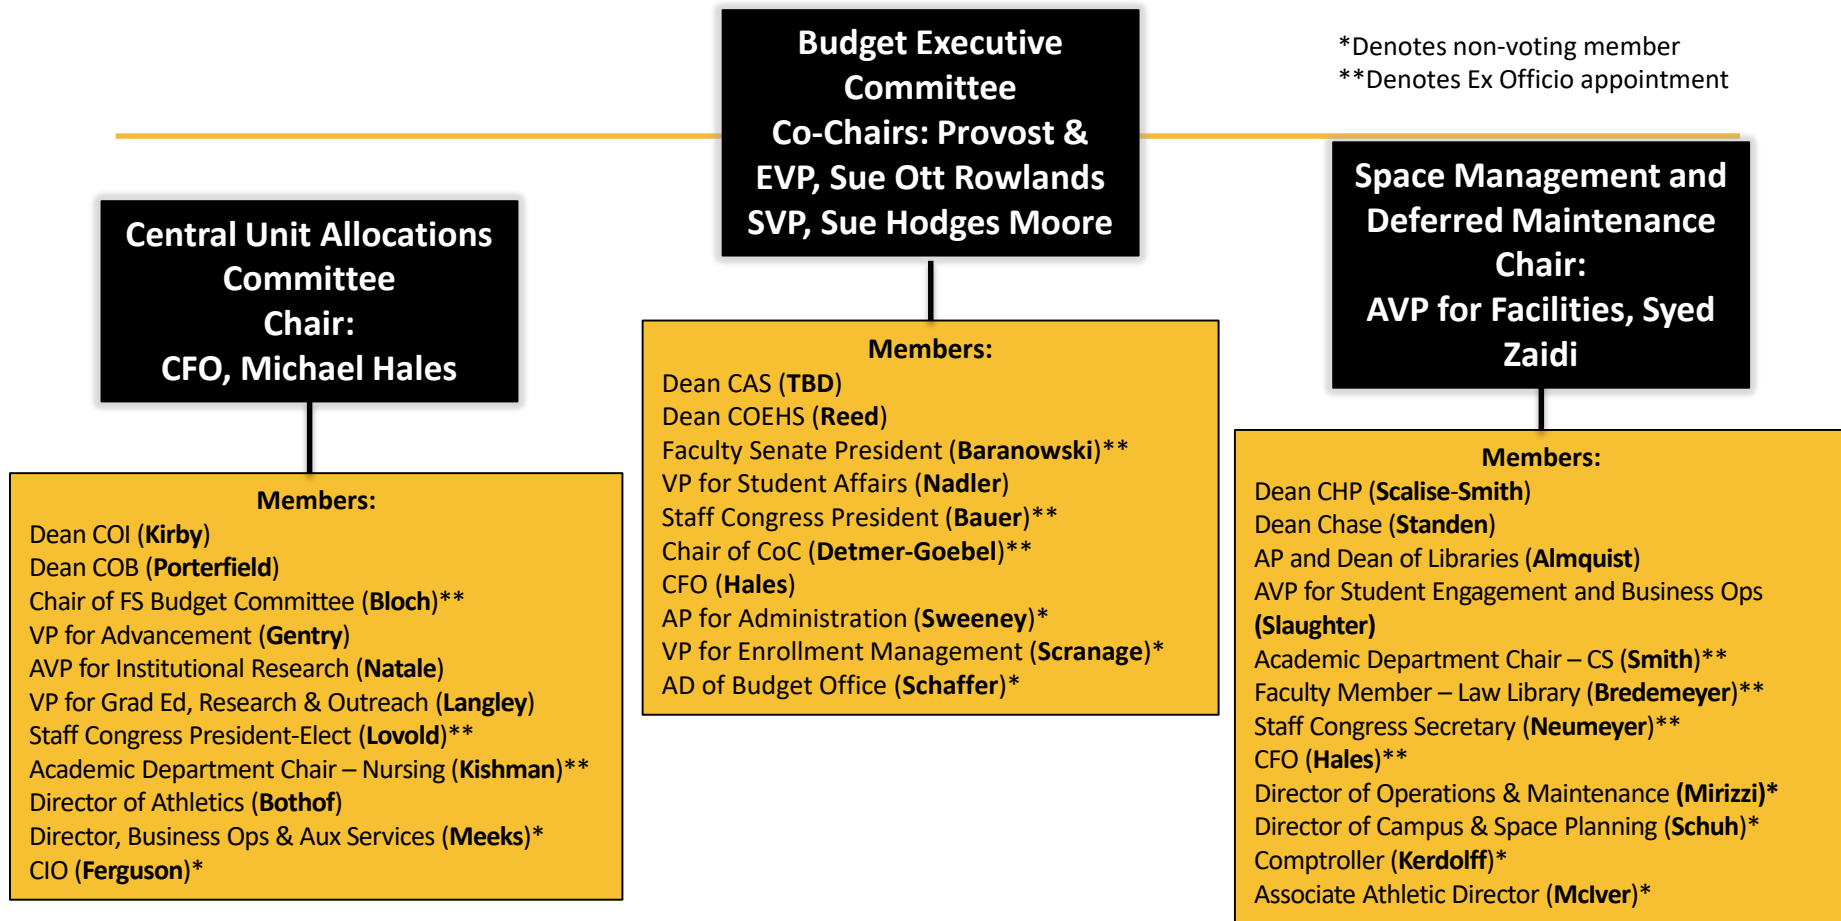 *Denotes non-voting member
**Denotes Ex Officio appointment
Budget Executive
Committee
Co-Chairs: Provost &
EVP, Sue Ott Rowlands
SVP, Sue Hodges Moore
Members:
Dean CAS (TBD)
Dean COEHS (Reed)
Faculty Senate President (Baranowski)**
VP for Student Affairs (Nadler)
Staff Congress President (Bauer)**
Chair of CoC (Detmer-Goebel)**
CFO (Hales)
AP for Administration (Sweeney)*
VP for Enrollment Management (Scranage)*
AD of Budget Office (Schaffer)*
Central Unit Allocations
Committee
Chair:
CFO, Michael Hales
Members:
Dean COI (Kirby)
Dean COB (Porterfield)
Chair of FS Budget Committee (Bloch)**
VP for Advancement (Gentry)
AVP for Institutional Research (Natale)
VP for Grad Ed, Research & Outreach (Langley)
Staff Congress President-Elect (Lovold)**
Academic Department Chair – Nursing (Kishman)**
Director of Athletics (Bothof)
Director, Business Ops & Aux Services (Meeks)*
CIO (Ferguson)*
Space Management and
Deferred Maintenance
Chair:
AVP for Facilities, Syed
Zaidi
Members:
Dean CHP (Scalise-Smith)
Dean Chase (Standen)
AP and Dean of Libraries (Almquist)
AVP for Student Engagement and Business Ops
(Slaughter)
Academic Department Chair – CS (Smith)**
Faculty Member – Law Library (Bredemeyer)**
Staff Congress Secretary (Neumeyer)**
CFO (Hales)**
Director of Operations & Maintenance (Mirizzi)*
Director of Campus & Space Planning (Schuh)*
Comptroller (Kerdolff)*
Associate Athletic Director (McIver)*